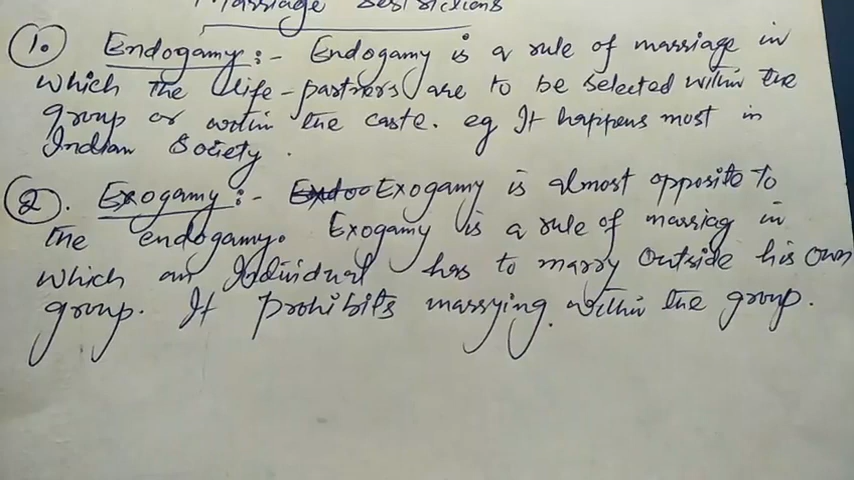 Marriage Restrictions
1. Endogamy :- Endogamy is a rule of marriage in
which the life-partners are to be selected within the
group or within the caste. eg It happens most in
Indian Society.
2. Exogamy :- Endoo Exogamy is almost opposite to
the endogamy. Exogamy is a rule of marriag in
which an Individual has to marry outside his own
group. It prohibits marrying within the group.